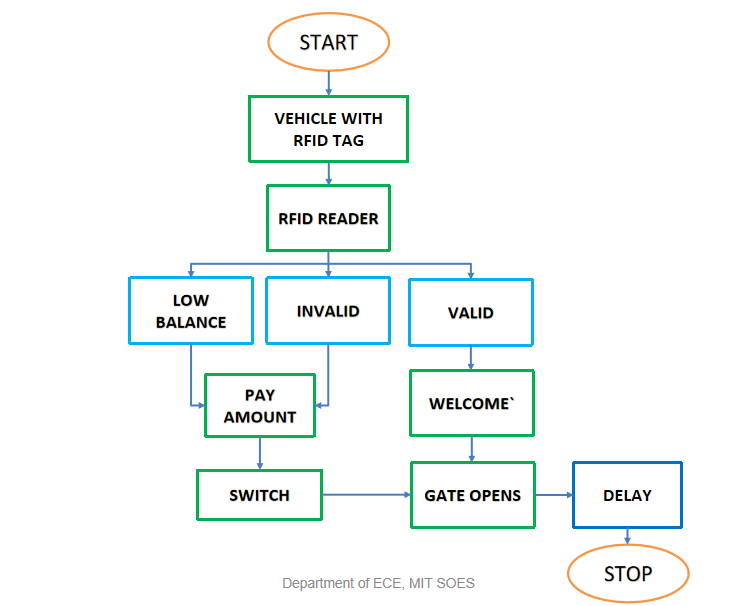 START
VEHICLE WITH
RFID TAG
RFID READER
LOW
BALANCE
INVALID
VALID
PAY
AMOUNT
WELCOME`
SWITCH
GATE OPENS
DELAY
STOP
Department of ECE, MIT SOES